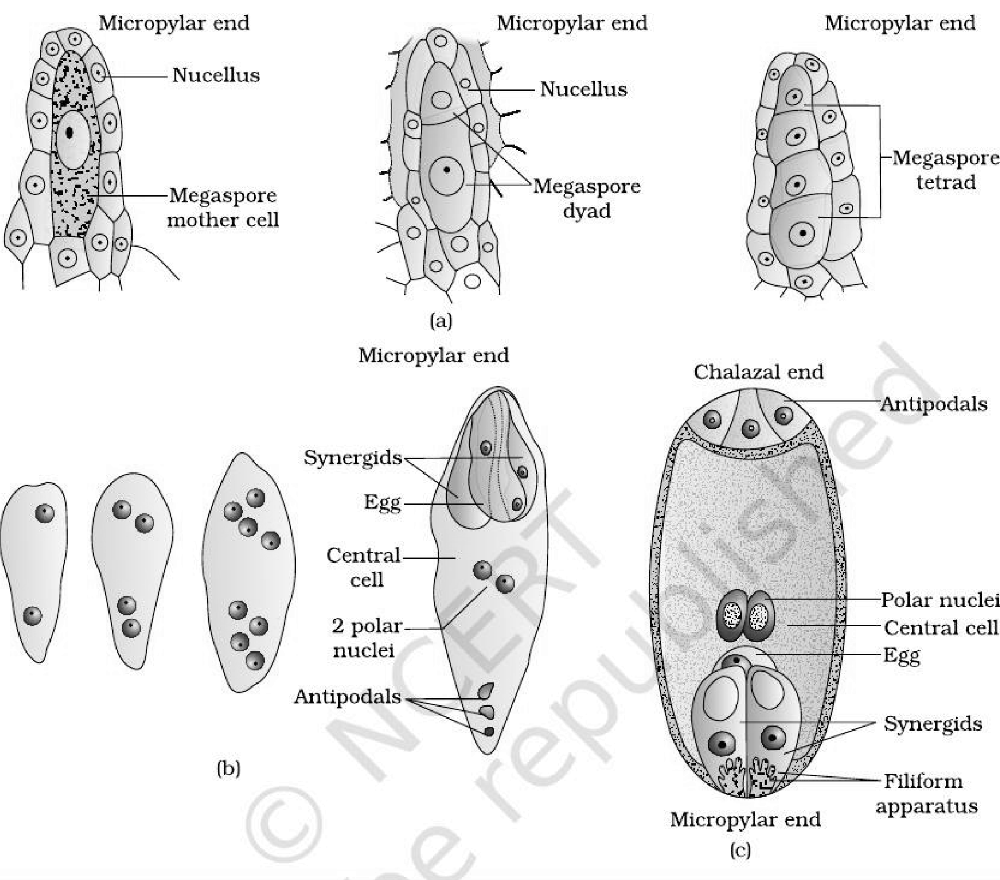 Micropylar end
Micropylar end
Micropylar end
Nucellus
Nucellus
Megaspore
mother cell
Megaspore
dyad
Megaspore
tetrad
(a)
Micropylar end
Synergids
Egg
Central
cell
2 polar
nuclei
Antipodals
(b)
Chalazal end
Antipodals
Polar nuclei
Central cell
Egg
Synergids
Filiform
apparatus
Micropylar end
(c)
© NCERT
be republished